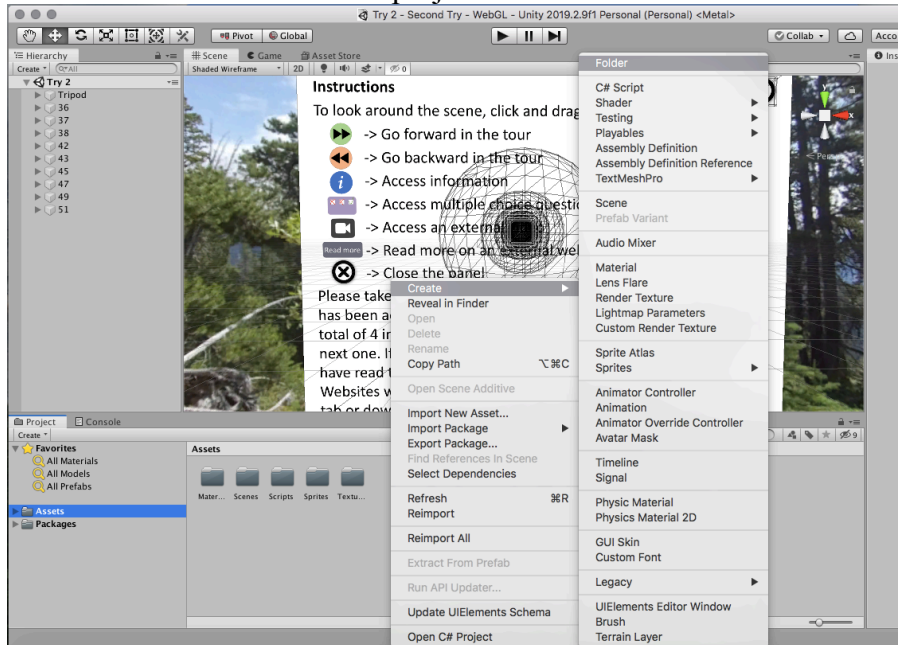 Try 2 - Second Try - WebGL - Unity 2019.2.9f1 Personal (Personal) <Metal>
Pivot Global Collab Acco
Hierarchy
Create Q▾All
Try 2
Tripod
36
37
38
42
43
45
47
49
51
Scene Game Asset Store
Shaded Wireframe 2D 0
Instructions
To look around the scene, click and drag
-> Go forward in the tour
-> Go backward in the tour
-> Access information
-> Access multiple choice questio
-> Access an external
Read more -> Read more on an external we
-> Close the panel
Please take
has been a
total of 4 i
next one. I
have read t
Websites w
tab or dow
y
x
Pers
Ins
Create
Reveal in Finder
Open
Delete
Rename
Copy Path ⌥⌘C
Open Scene Additive
Import New Asset...
Import Package
Export Package...
Find References In Scene
Select Dependencies
Refresh ⌘R
Reimport
Reimport All
Extract From Prefab
Run API Updater...
Update UIElements Schema
Open C# Project
Folder
C# Script
Shader
Testing
Playables
Assembly Definition
Assembly Definition Reference
TextMeshPro
Scene
Prefab Variant
Audio Mixer
Material
Lens Flare
Render Texture
Lightmap Parameters
Custom Render Texture
Sprite Atlas
Sprites
Animator Controller
Animation
Animator Override Controller
Avatar Mask
Timeline
Signal
Physic Material
Physics Material 2D
GUI Skin
Custom Font
Legacy
UIElements Editor Window
Brush
Terrain Layer
Project Console
Create
9
Favorites
All Materials
All Models
All Prefabs
Assets
Packages
Assets
Mater... Scenes Scripts Sprites Textu...